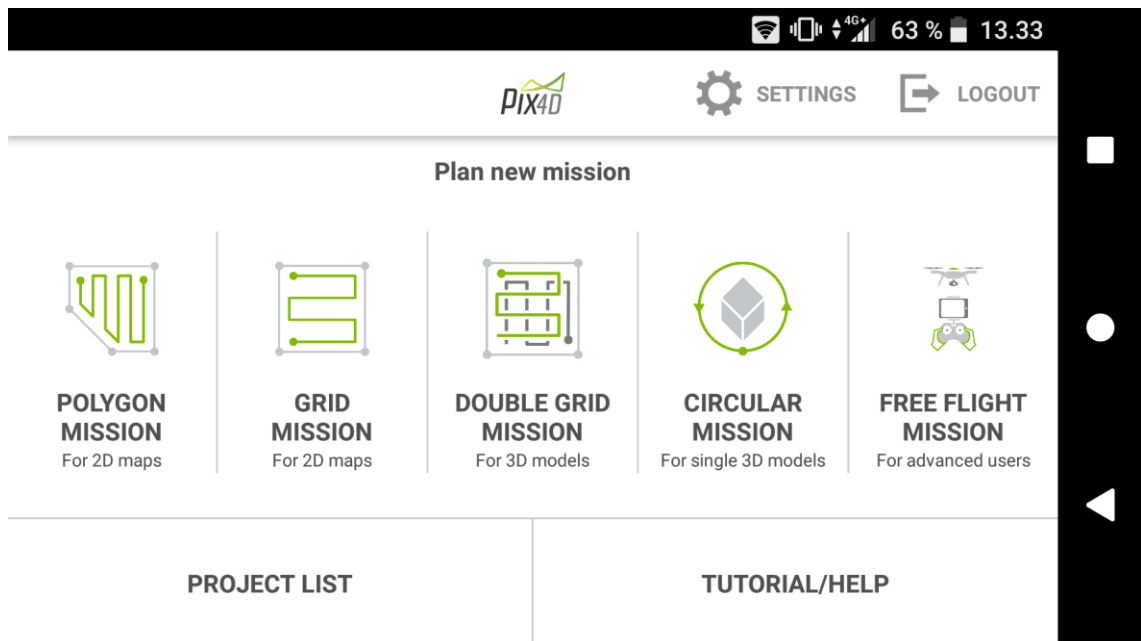 4G+ 63 % 13.33
PIX4D SETTINGS LOGOUT
Plan new mission
POLYGON
MISSION
For 2D maps
GRID
MISSION
For 2D maps
DOUBLE GRID
MISSION
For 3D models
CIRCULAR
MISSION
For single 3D models
FREE FLIGHT
MISSION
For advanced users
PROJECT LIST
TUTORIAL/HELP